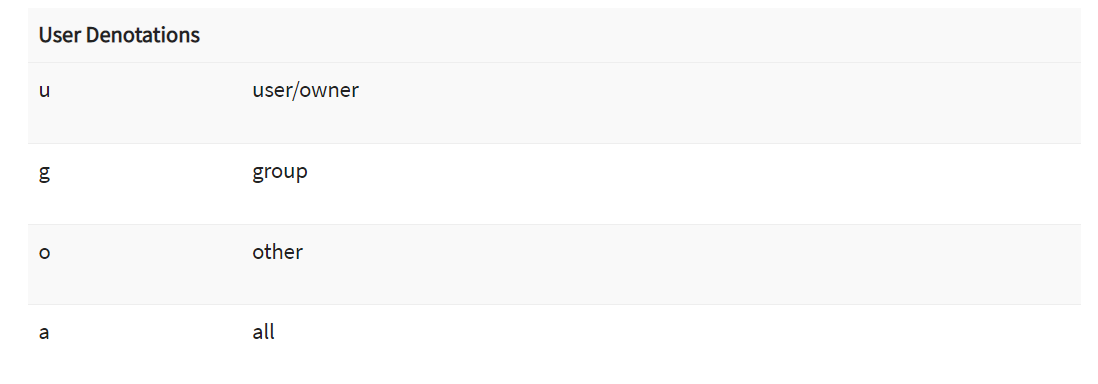 User Denotations
u user/owner
g group
o other
a all